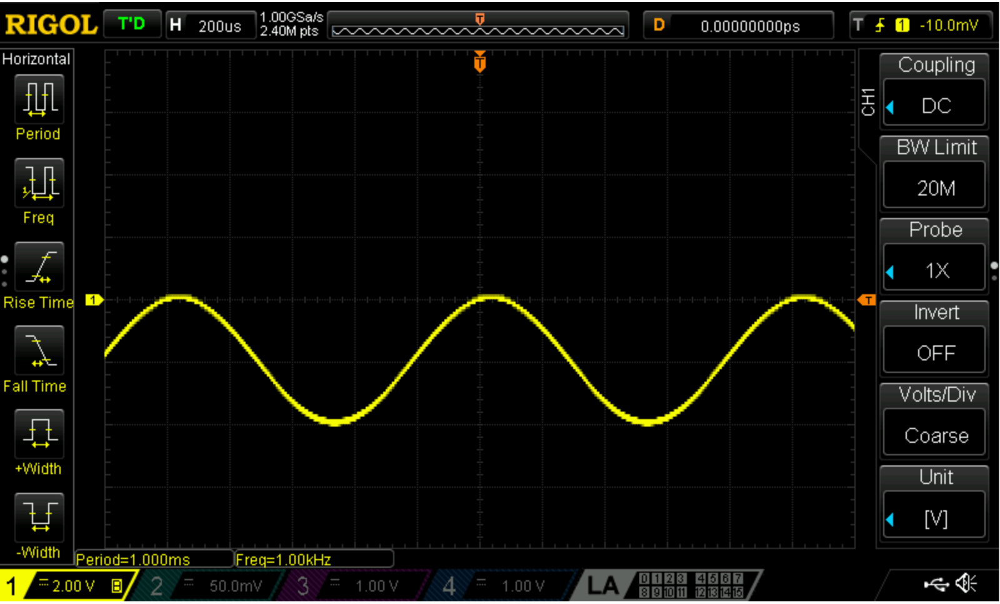 RIGOL T'D H 200us 1.00GSa/s 2.40M pts T D 0.00000000ps T 1 -10.0mV
Horizontal
Period
1/
Freq
Rise Time
Fall Time
+Width
-Width
T
1
T
CH1
Coupling
DC
BW Limit
20M
Probe
1X
Invert
OFF
Volts/Div
Coarse
Unit
[V]
Period=1.000ms Freq=1.00kHz
1 2.00 V B 2 50.0mV 3 1.00 V 4 1.00 V LA 0 1 2 3 4 5 6 7
8 9 10 11 12 13 14 15